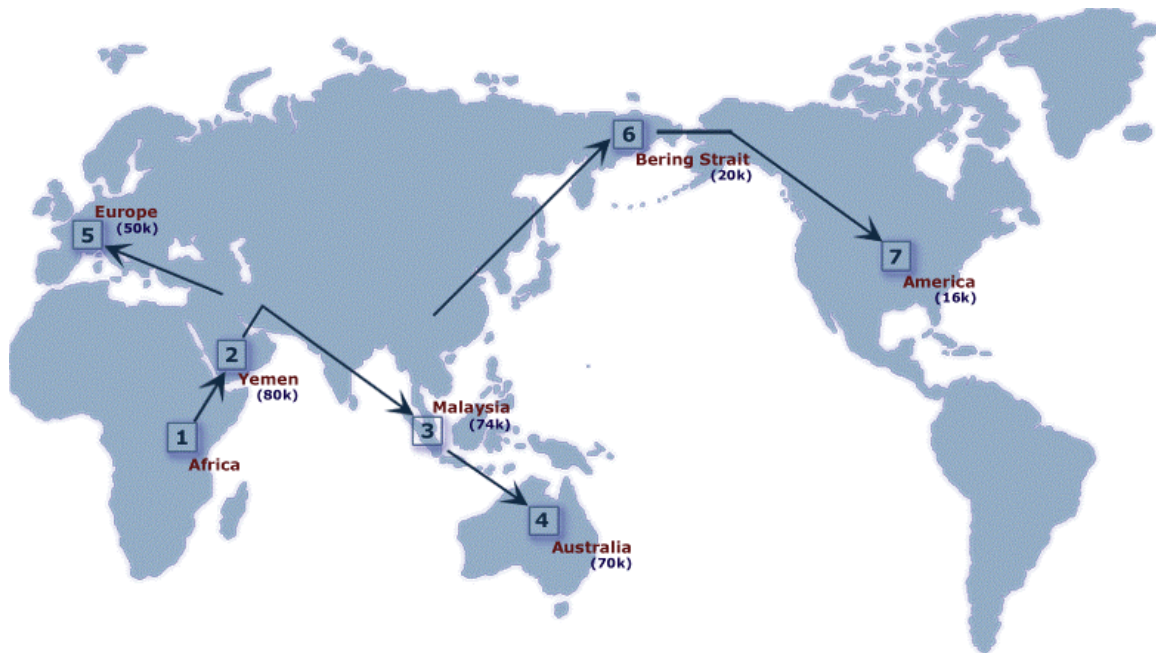 1
Africa
2
Yemen
(80k)
3
Malaysia
(74k)
4
Australia
(70k)
5
Europe
(50k)
6
Bering Strait
(20k)
7
America
(16k)